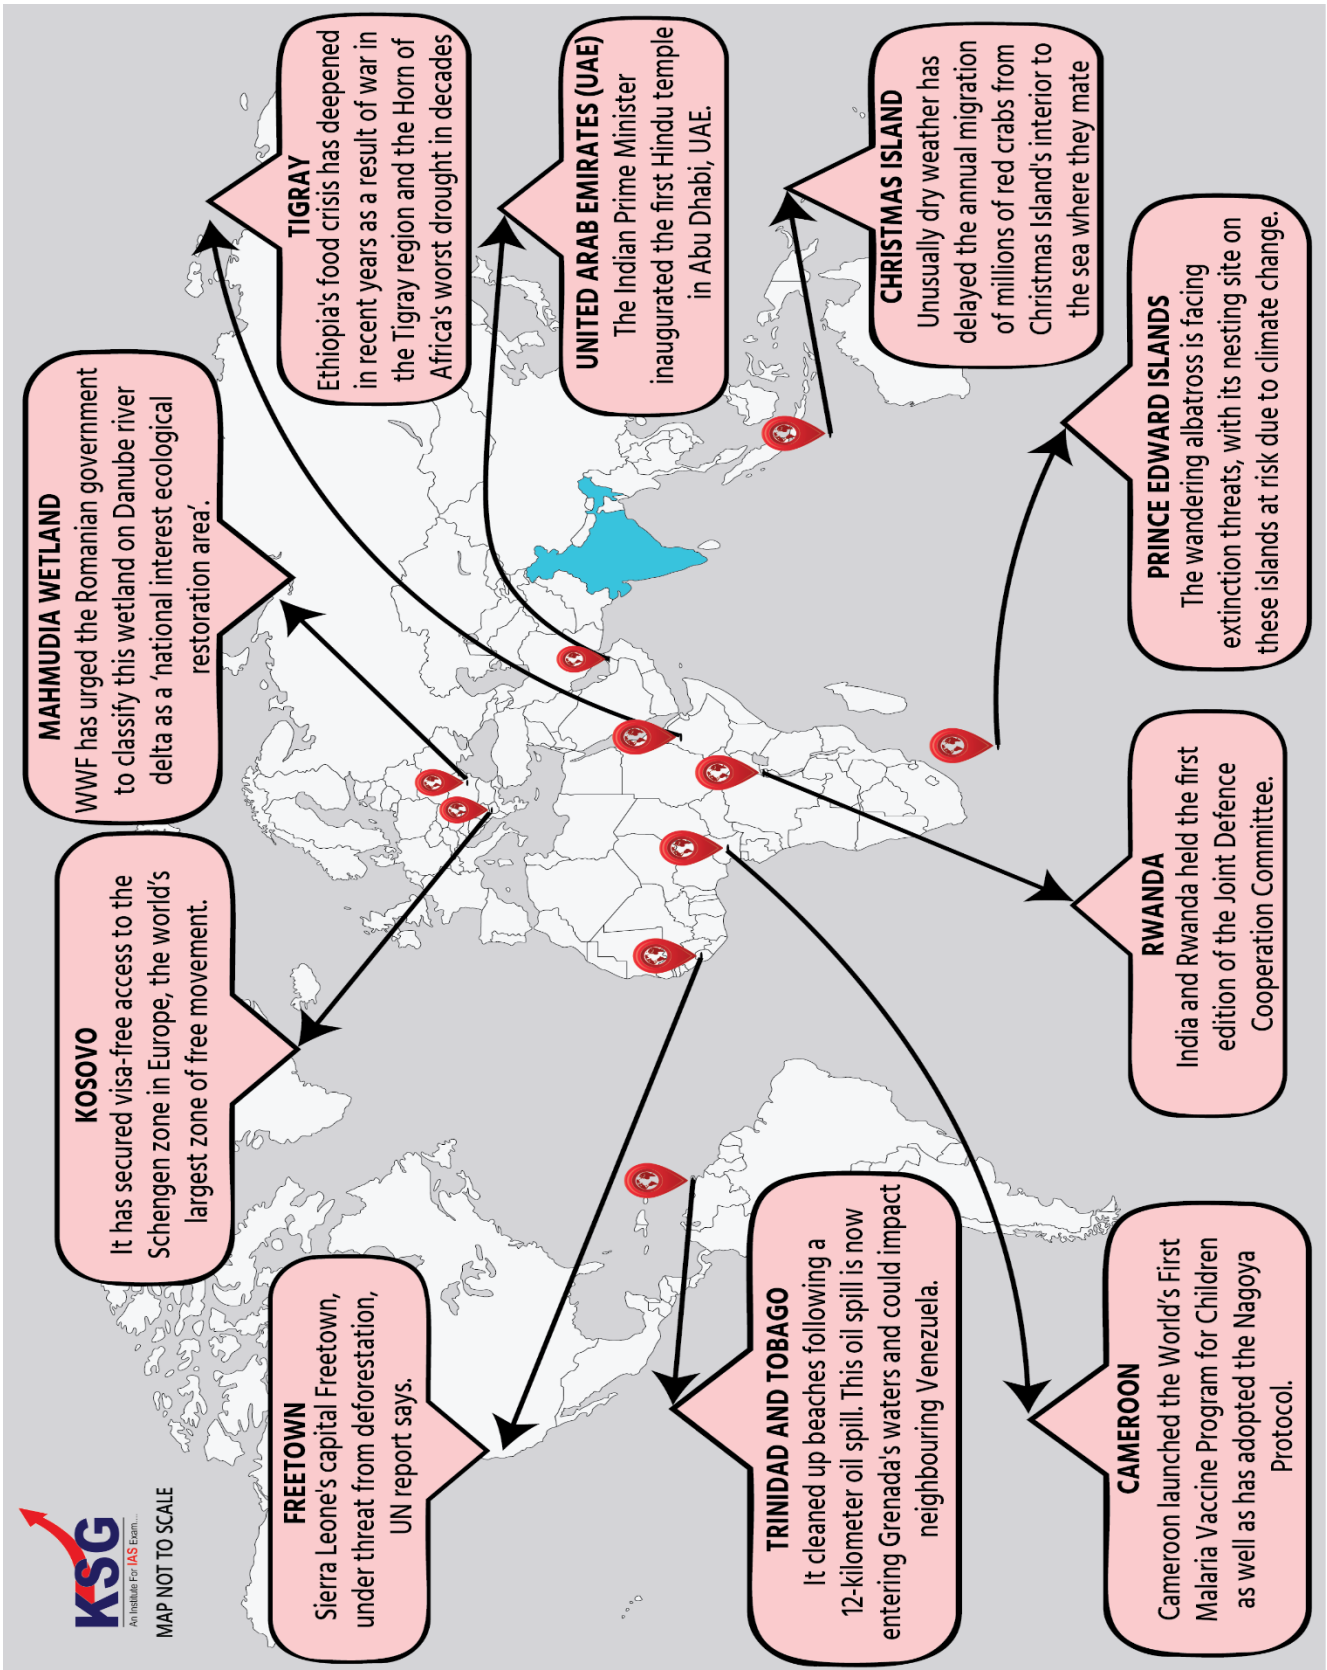 KSG
An Institute For IAS Exam...
MAP NOT TO SCALE
FREETOWN
Sierra Leone's capital Freetown,
under threat from deforestation,
UN report says.
KOSOVO
It has secured visa-free access to the
Schengen zone in Europe, the world's
largest zone of free movement.
MAHMUDIA WETLAND
WWF has urged the Romanian government
to classify this wetland on Danube river
delta as a 'national interest ecological
restoration area'.
TIGRAY
Ethiopia's food crisis has deepened
in recent years as a result of war in
the Tigray region and the Horn of
Africa's worst drought in decades
UNITED ARAB EMIRATES (UAE)
The Indian Prime Minister
inaugurated the first Hindu temple
in Abu Dhabi, UAE.
TRINIDAD AND TOBAGO
It cleaned up beaches following a
12-kilometer oil spill. This oil spill is now
entering Grenada's waters and could impact
neighbouring Venezuela.
CHRISTMAS ISLAND
Unusually dry weather has
delayed the annual migration
of millions of red crabs from
Christmas Island's interior to
the sea where they mate
CAMEROON
Cameroon launched the World's First
Malaria Vaccine Program for Children
as well as has adopted the Nagoya
Protocol.
RWANDA
India and Rwanda held the first
edition of the Joint Defence
Cooperation Committee.
PRINCE EDWARD ISLANDS
The wandering albatross is facing
extinction threats, with its nesting site on
these islands at risk due to climate change.